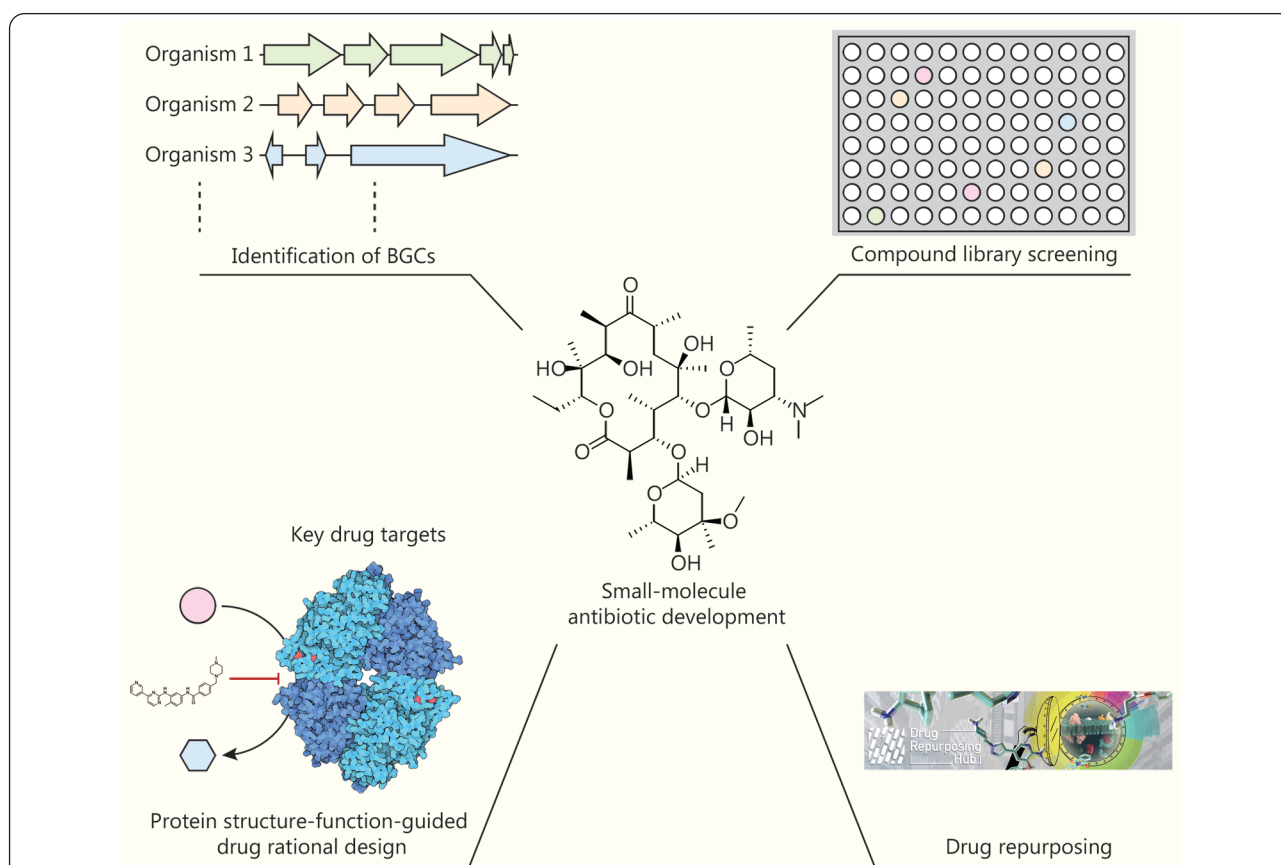 Organism 1
Organism 2
Organism 3
Identification of BGCs
Compound library screening
O
OH
HO
OH
O
O
O
O
H
OH
N
O
H
O
O
OH
Small-molecule
antibiotic development
Key drug targets
Protein structure-function-guided
drug rational design
Drug
Repurposing
Hub
Drug repurposing